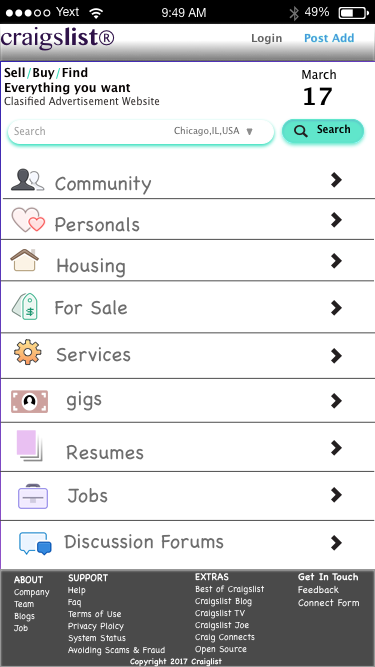 Yext 9:49 AM 49%
craigslist® Login Post Add
Sell/Buy/Find
Everything you want
Clasified Advertisement Website
March
17
Search Chicago,IL,USA Search
Community
Personals
Housing
For Sale
Services
gigs
Resumes
Jobs
Discussion Forums
ABOUT
Company
Team
Blogs
Job
SUPPORT
Help
Faq
Terms of Use
Privacy Ploicy
System Status
Avoiding Scams & Fraud
EXTRAS
Best of Craigslist
Craigslist Blog
Craigslist TV
Craigslist Joe
Craig Connects
Open Source
Get In Touch
Feedback
Connect Form
Copyright 2017 Craiglist